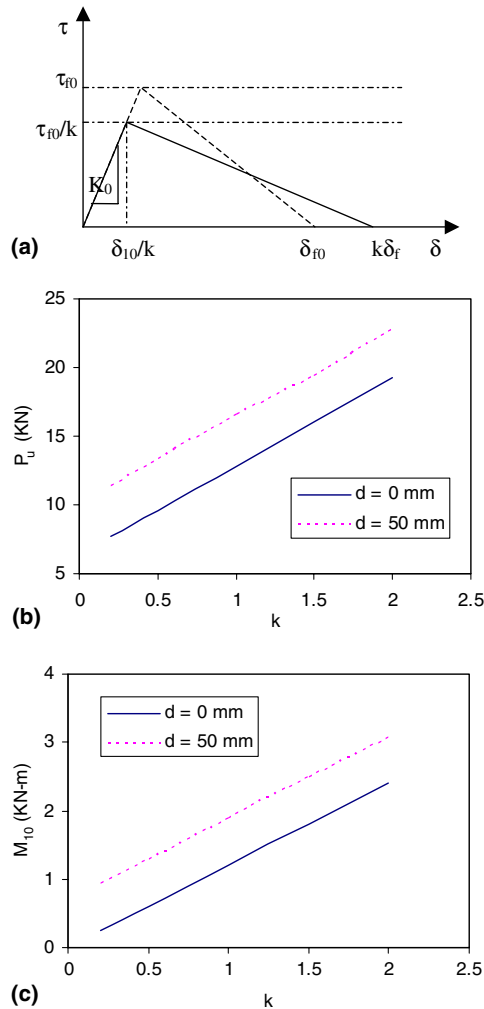 τ
τf0
τf0/k
K0
(a)
δ10/k
δf0
kδf
δ
25
20
15
10
5
Pu (KN)
d = 0 mm
d = 50 mm
0
0.5
1
1.5
2
2.5
(b)
k
4
3
2
1
0
M10 (KN-m)
d = 0 mm
d = 50 mm
0
0.5
1
1.5
2
2.5
(c)
k